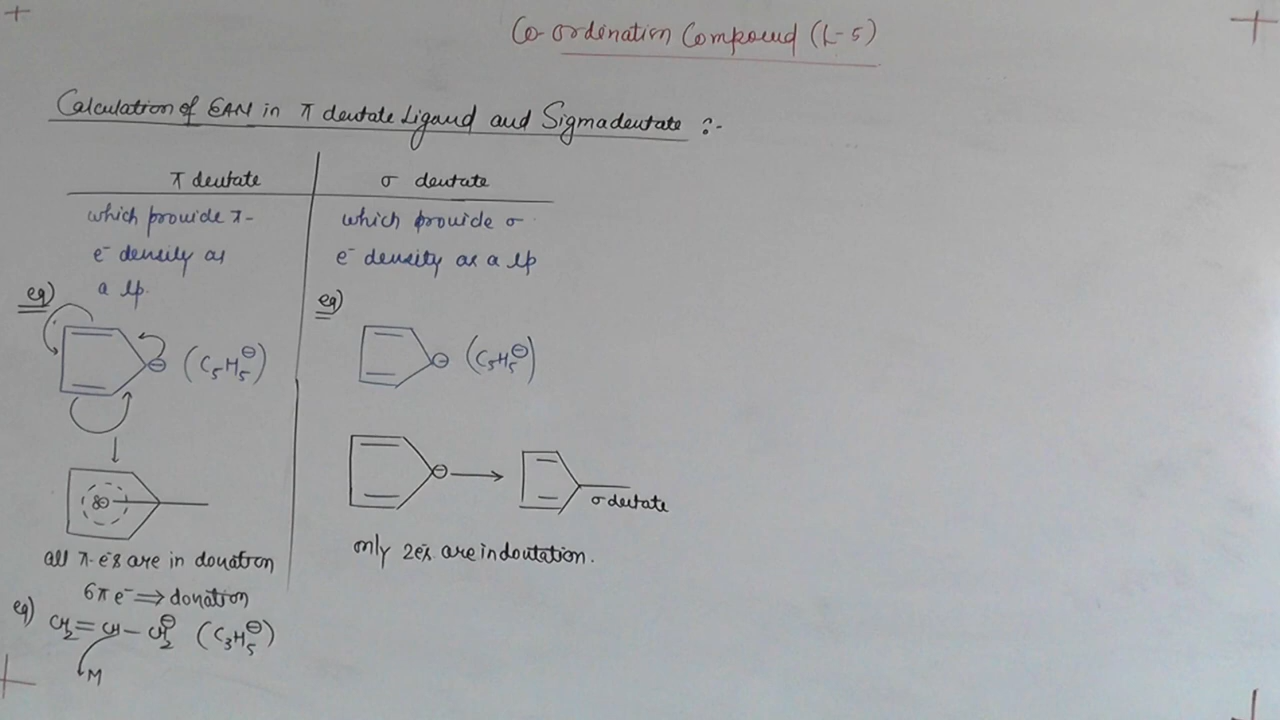 Co-ordination Compound (L-5)
Calculation of EAN in π dentate Ligand and Sigmadentate :-
π dentate
which provide π-
e⁻ density as
a lp.
eg)
(C₅H₅⊖)
all π-e⁻s are in donation
6π e⁻ ⇒ donation
eg) CH₂=CH-CH₂⊖ (C₃H₅⊖)
M
σ dentate
which provide σ
e⁻ density as a lp
eg)
(C₅H₅⊖)
σ dentate
only 2e⁻s are in dontation.